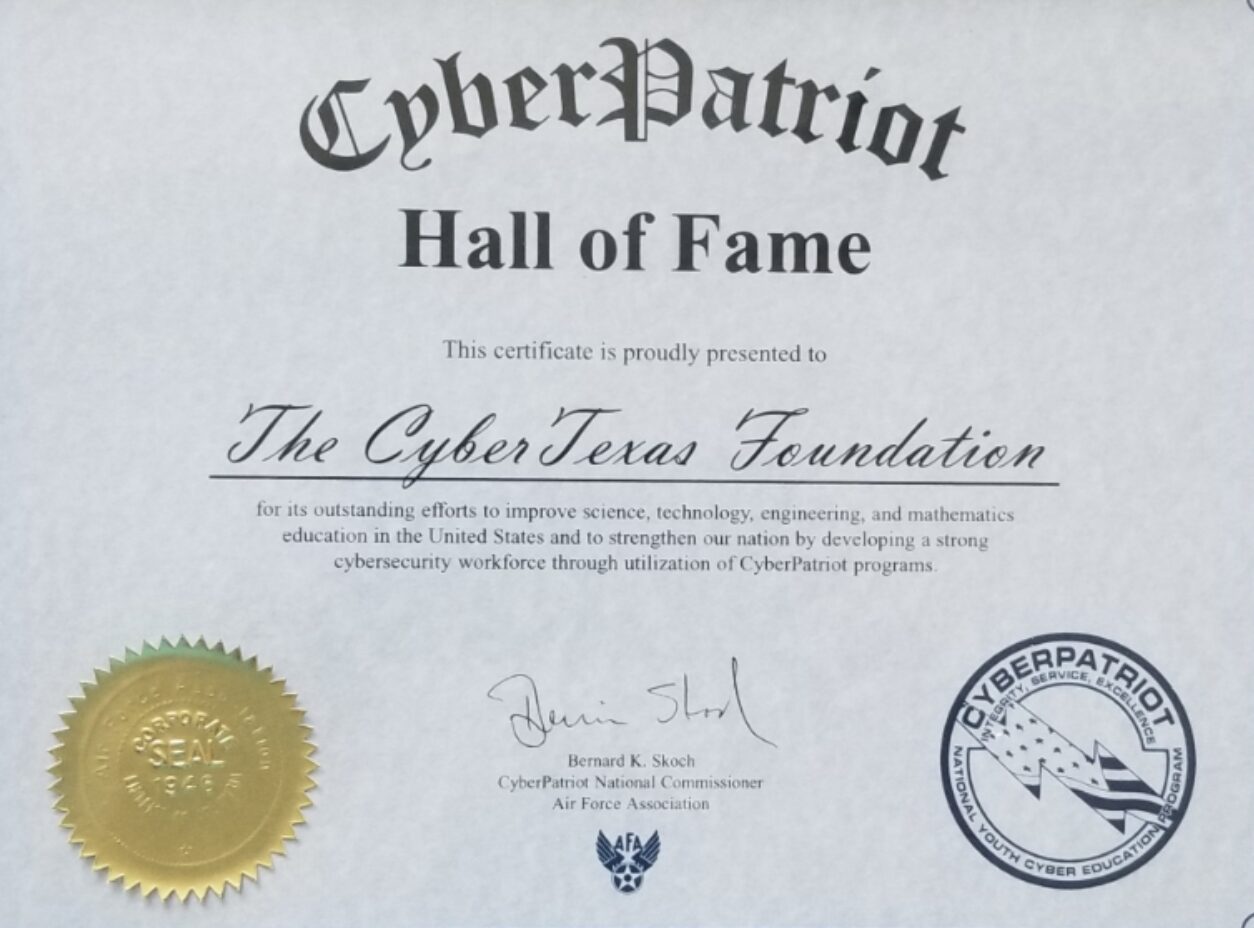 CyberPatriot
Hall of Fame
This certificate is proudly presented to
The CyberTexas Foundation
for its outstanding efforts to improve science, technology, engineering, and mathematics
education in the United States and to strengthen our nation by developing a strong
cybersecurity workforce through utilization of CyberPatriot programs.
CORPORATE
SEAL
1946
Bernard K. Skoch
CyberPatriot National Commissioner
Air Force Association
AFA
CYBERPATRIOT
INTEGRITY, SERVICE, EXCELLENCE
NATIONAL YOUTH CYBER EDUCATION PROGRAM